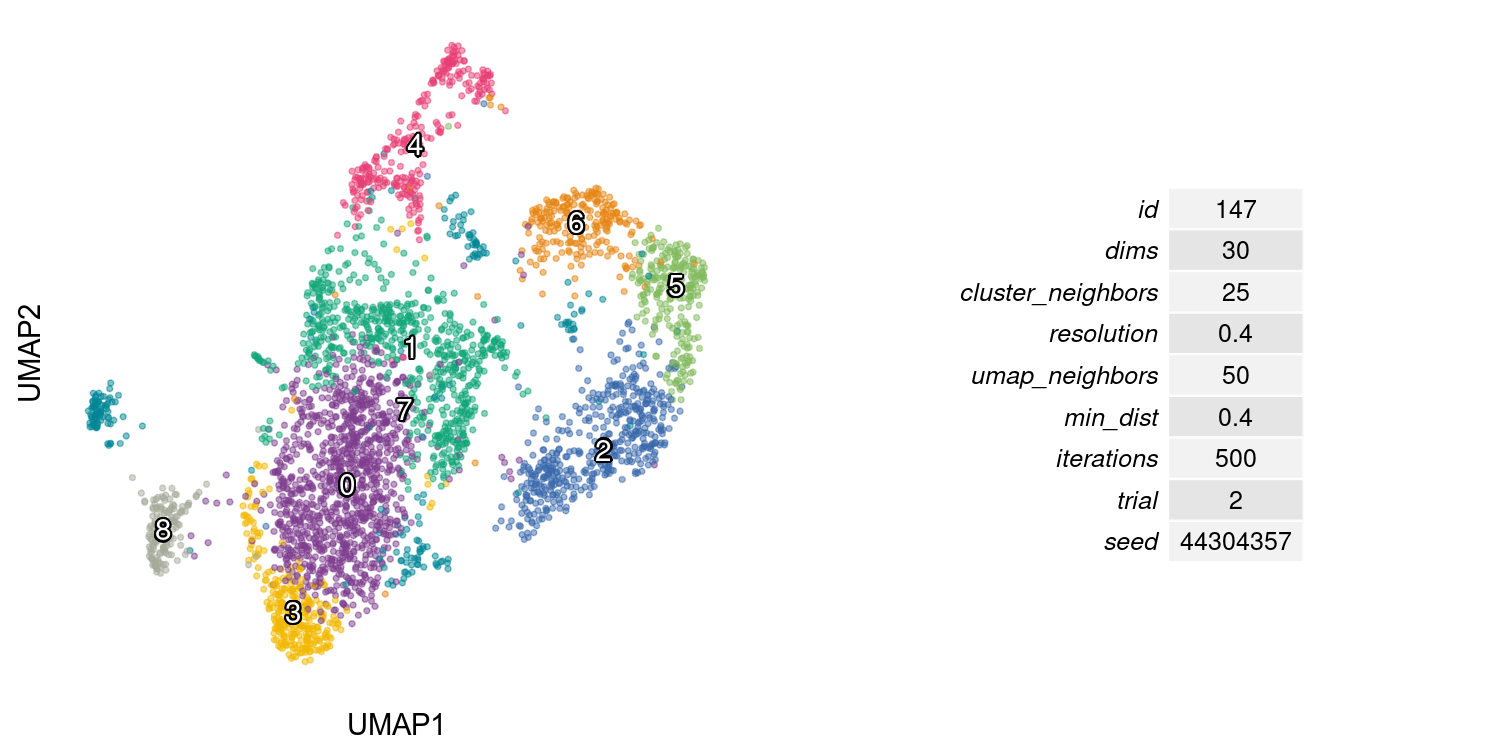 4
6
5
1
7
2
0
8
3
UMAP2
UMAP1
id 147
dims 30
cluster_neighbors 25
resolution 0.4
umap_neighbors 50
min_dist 0.4
iterations 500
trial 2
seed 44304357